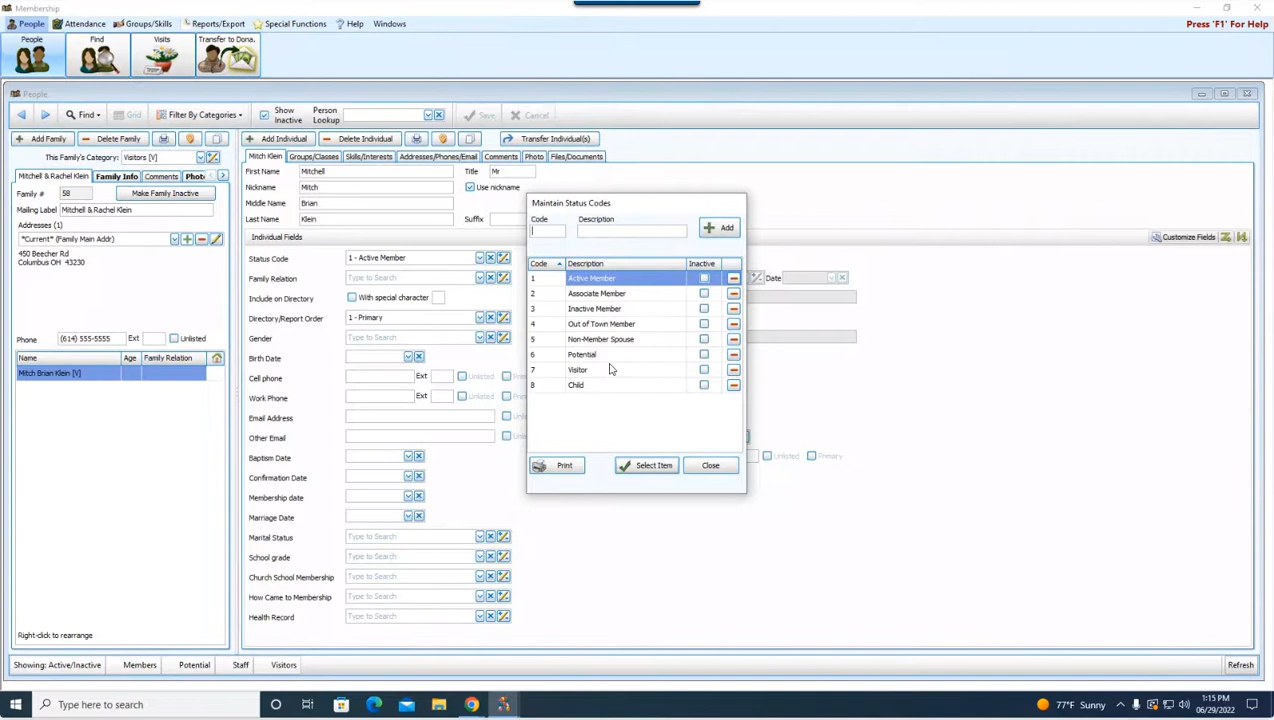 Membership
People Attendance Groups/Skills Reports/Export Special Functions Help Windows
Press 'F1' For Help
People Find Visits Transfer to Dona.
People
Find Grid Filter By Categories Show Inactive Person Lookup Save Cancel
Add Family Delete Family Add Individual Delete Individual Transfer Individual(s)
This Family's Category: Visitors [V]
Mitch Klein Groups/Classes Skills/Interests Addresses/Phones/Email Comments Photo Files/Documents
Mitchell & Rachel Klein Family Info Comments Phot
Family # 58 Make Family Inactive
Mailing Label Mitchell & Rachel Klein
Addresses (1)
*Current* (Family Main Addr)
450 Beecher Rd
Columbus OH 43230
Phone (614) 555-5555 Ext Unlisted
Name Age Family Relation
Mitch Brian Klein [V]
Right-click to rearrange
First Name Mitchell Title Mr
Nickname Mitch Use nickname
Middle Name Brian
Last Name Klein Suffix
Individual Fields Customize Fields
Status Code 1 - Active Member
Family Relation Type to Search Date
Include on Directory With special character
Directory/Report Order 1 - Primary
Gender Type to Search
Birth Date
Cell phone Ext Unlisted Prim
Work Phone Ext Unlisted Prim
Email Address Unli
Other Email Unli
Baptism Date Unlisted Primary
Confirmation Date
Membership date
Marriage Date
Marital Status Type to Search
School grade Type to Search
Church School Membership Type to Search
How Came to Membership Type to Search
Health Record Type to Search
Maintain Status Codes
Code Description
Add
Code Description Inactive
1 Active Member
2 Associate Member
3 Inactive Member
4 Out of Town Member
5 Non-Member Spouse
6 Potential
7 Visitor
8 Child
Print Select Item Close
Showing: Active/Inactive Members Potential Staff Visitors Refresh
Type here to search 77°F Sunny 1:15 PM
06/29/2022